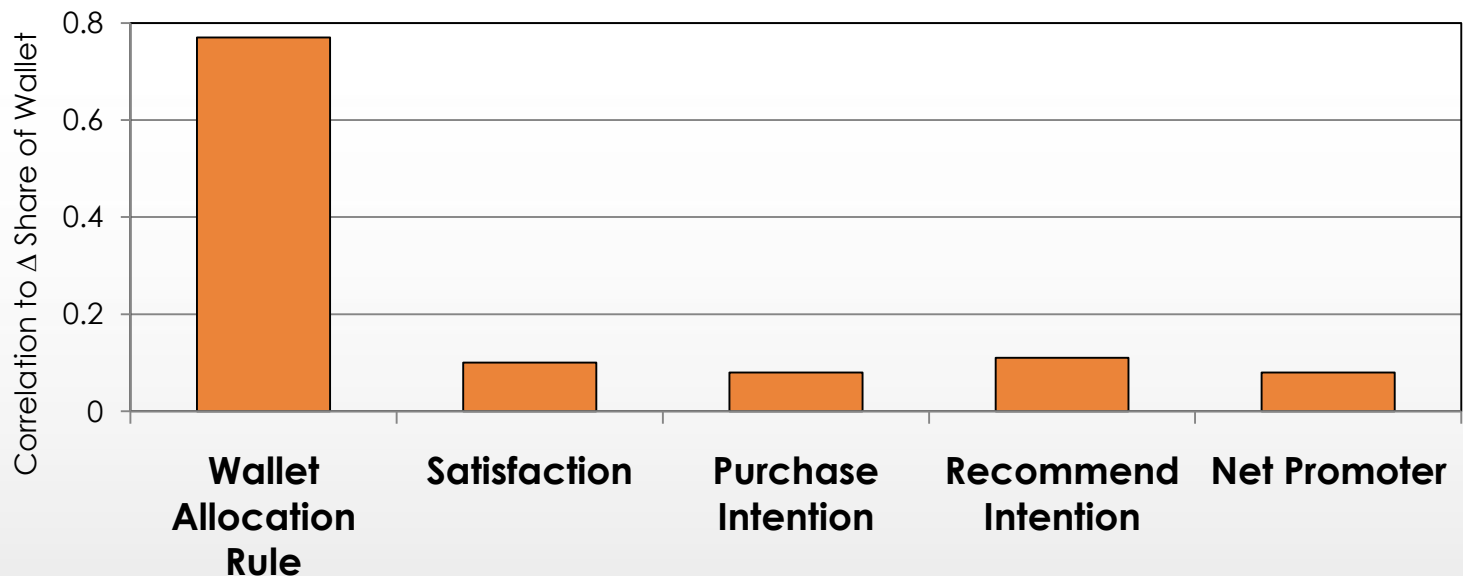 Correlation to Δ Share of Wallet
0.8
0.6
0.4
0.2
0
Wallet
Allocation
Rule
Satisfaction
Purchase
Intention
Recommend
Intention
Net Promoter